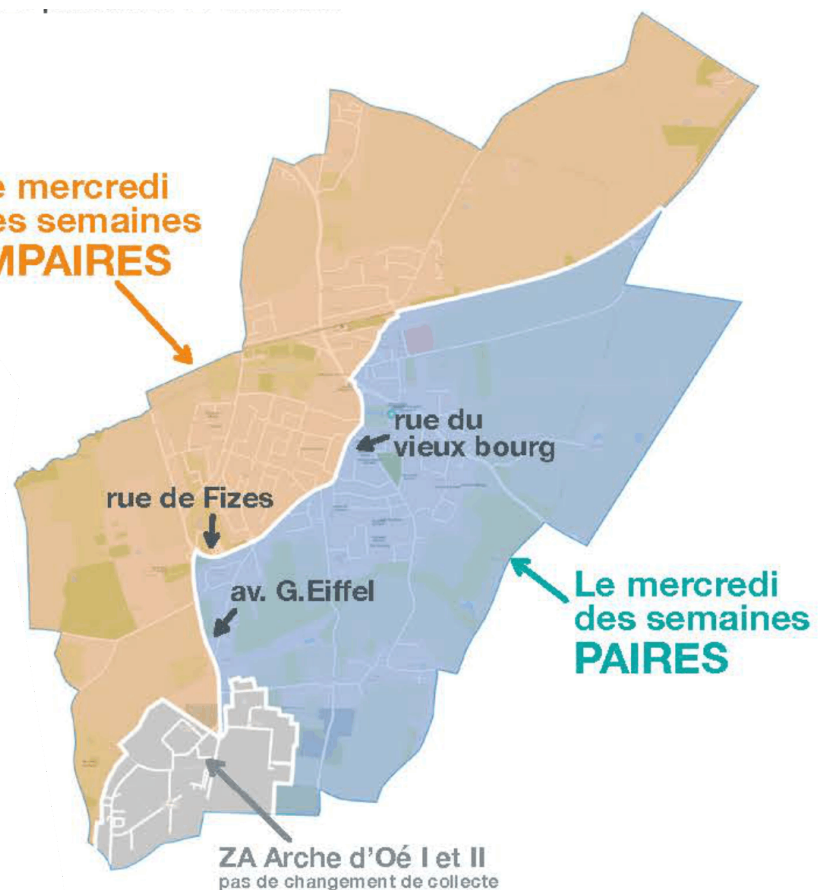 e mercredi
es semaines
MPAIRES
rue du
vieux bourg
rue de Fizes
av. G.Eiffel
Le mercredi
des semaines
PAIRES
ZA Arche d'Oé I et II
pas de changement de collecte